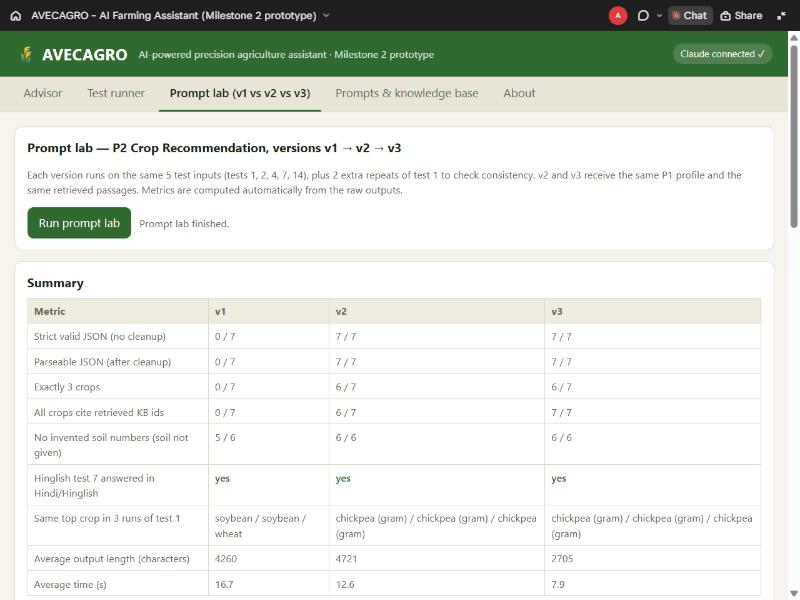 AVECAGRO – AI Farming Assistant (Milestone 2 prototype)
A
Chat
Share
AVECAGRO
AI-powered precision agriculture assistant · Milestone 2 prototype
Claude connected ✓
Advisor
Test runner
Prompt lab (v1 vs v2 vs v3)
Prompts & knowledge base
About
Prompt lab — P2 Crop Recommendation, versions v1 → v2 → v3
Each version runs on the same 5 test inputs (tests 1, 2, 4, 7, 14), plus 2 extra repeats of test 1 to check consistency. v2 and v3 receive the same P1 profile and the
same retrieved passages. Metrics are computed automatically from the raw outputs.
Run prompt lab
Prompt lab finished.
Summary
Metric v1 v2 v3
Strict valid JSON (no cleanup) 0 / 7 7 / 7 7 / 7
Parseable JSON (after cleanup) 0 / 7 7 / 7 7 / 7
Exactly 3 crops 0 / 7 6 / 7 6 / 7
All crops cite retrieved KB ids 0 / 7 6 / 7 7 / 7
No invented soil numbers (soil not 5 / 6 6 / 6 6 / 6
given)
Hinglish test 7 answered in yes yes yes
Hindi/Hinglish
Same top crop in 3 runs of test 1 soybean / soybean / chickpea (gram) / chickpea (gram) / chickpea chickpea (gram) / chickpea (gram) / chickpea
wheat (gram) (gram)
Average output length (characters) 4260 4721 2705
Average time (s) 16.7 12.6 7.9